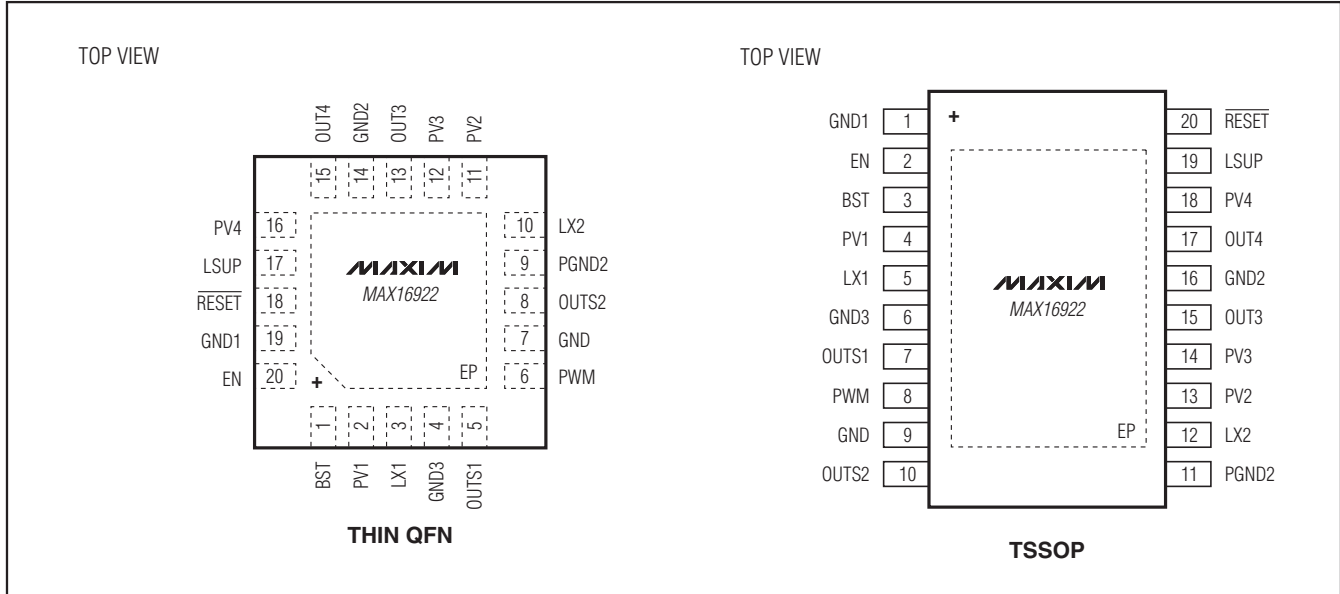 TOP VIEW
OUT4 GND2 OUT3 PV3 PV2
15 14 13 12 11
PV4 16
LSUP 17
RESET 18
GND1 19
EN 20
10 LX2
9 PGND2
8 OUTS2
7 GND
6 PWM
MAXIM
MAX16922
EP
+
1 2 3 4 5
BST PV1 LX1 GND3 OUTS1
THIN QFN
TOP VIEW
+
GND1 1
EN 2
BST 3
PV1 4
LX1 5
GND3 6
OUTS1 7
PWM 8
GND 9
OUTS2 10
20 RESET
19 LSUP
18 PV4
17 OUT4
16 GND2
15 OUT3
14 PV3
13 PV2
12 LX2
11 PGND2
MAXIM
MAX16922
EP
TSSOP